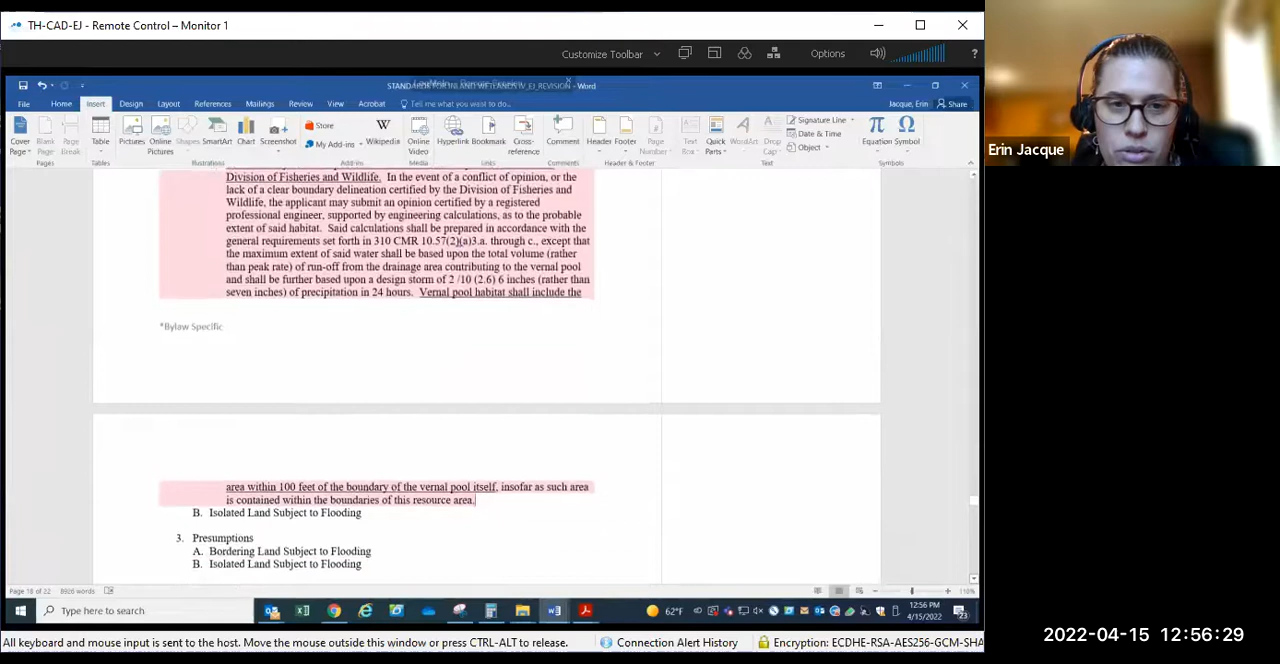 TH-CAD-EJ - Remote Control – Monitor 1
Customize Toolbar Options ?
- Word
File Home Insert Design Layout References Mailings Review View Acrobat Tell me what you want to do... Jacque, Erin Share
Cover Page Blank Page Page Break Table Pictures Online Pictures Shapes SmartArt Chart Screenshot Store My Add-ins Wikipedia Online Video Hyperlink Bookmark Cross-reference Comment Header Footer Page Number Text Box Quick Parts WordArt Drop Cap Signature Line Date & Time Object Equation Symbol
Pages Tables Illustrations Add-ins Media Links Comments Header & Footer Text Symbols
Division of Fisheries and Wildlife. In the event of a conflict of opinion, or the
lack of a clear boundary delineation certified by the Division of Fisheries and
Wildlife, the applicant may submit an opinion certified by a registered
professional engineer, supported by engineering calculations, as to the probable
extent of said habitat. Said calculations shall be prepared in accordance with the
general requirements set forth in 310 CMR 10.57(2)(a)3.a. through c., except that
the maximum extent of said water shall be based upon the total volume (rather
than peak rate) of run-off from the drainage area contributing to the vernal pool
and shall be further based upon a design storm of 2 /10 (2.6) 6 inches (rather than
seven inches) of precipitation in 24 hours. Vernal pool habitat shall include the
*Bylaw Specific
area within 100 feet of the boundary of the vernal pool itself, insofar as such area
is contained within the boundaries of this resource area.
B. Isolated Land Subject to Flooding
3. Presumptions
A. Bordering Land Subject to Flooding
B. Isolated Land Subject to Flooding
Page 18 of 22 8926 words 110%
Type here to search 62°F 12:56 PM
4/15/2022 23
All keyboard and mouse input is sent to the host. Move the mouse outside this window or press CTRL-ALT to release. Connection Alert History Encryption: ECDHE-RSA-AES256-GCM-SHA
Erin Jacque
2022-04-15 12:56:29